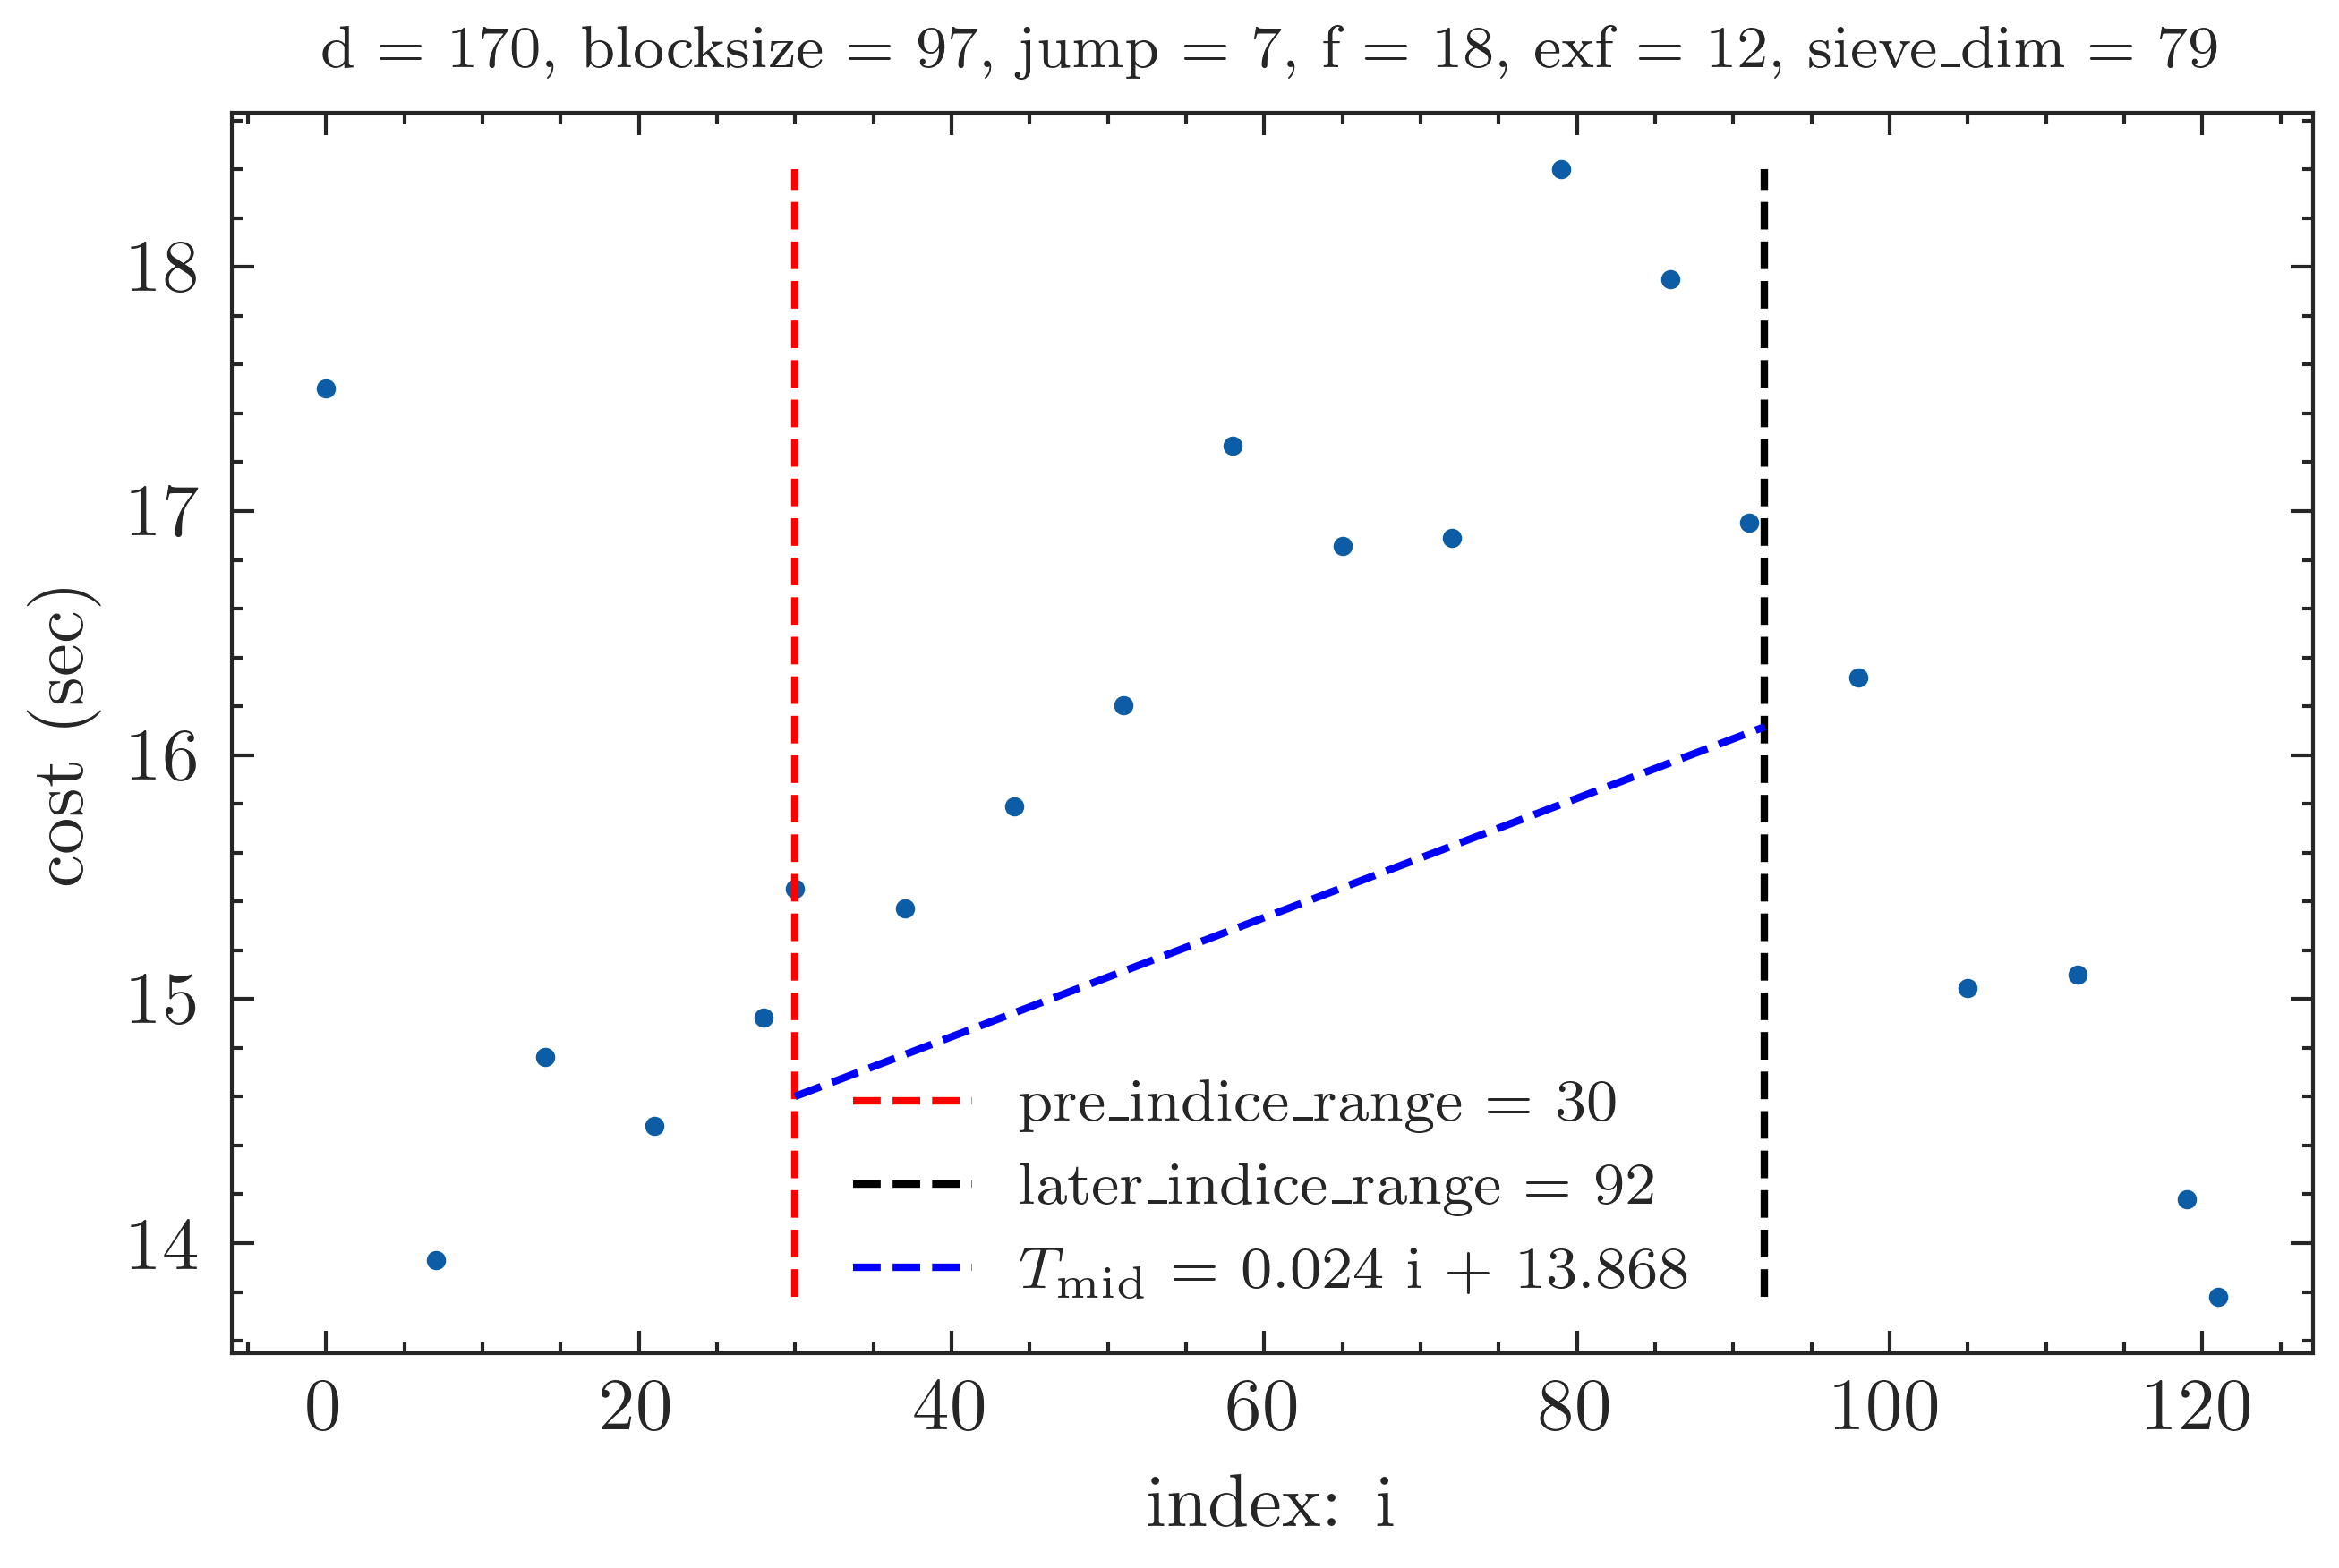 d = 170, blocksize = 97, jump = 7, f = 18, exf = 12, sieve_dim = 79
18
17
16
15
14
cost (sec)
pre_indice_range = 30
later_indice_range = 92
T_mid = 0.024 i + 13.868
0 20 40 60 80 100 120
index: i